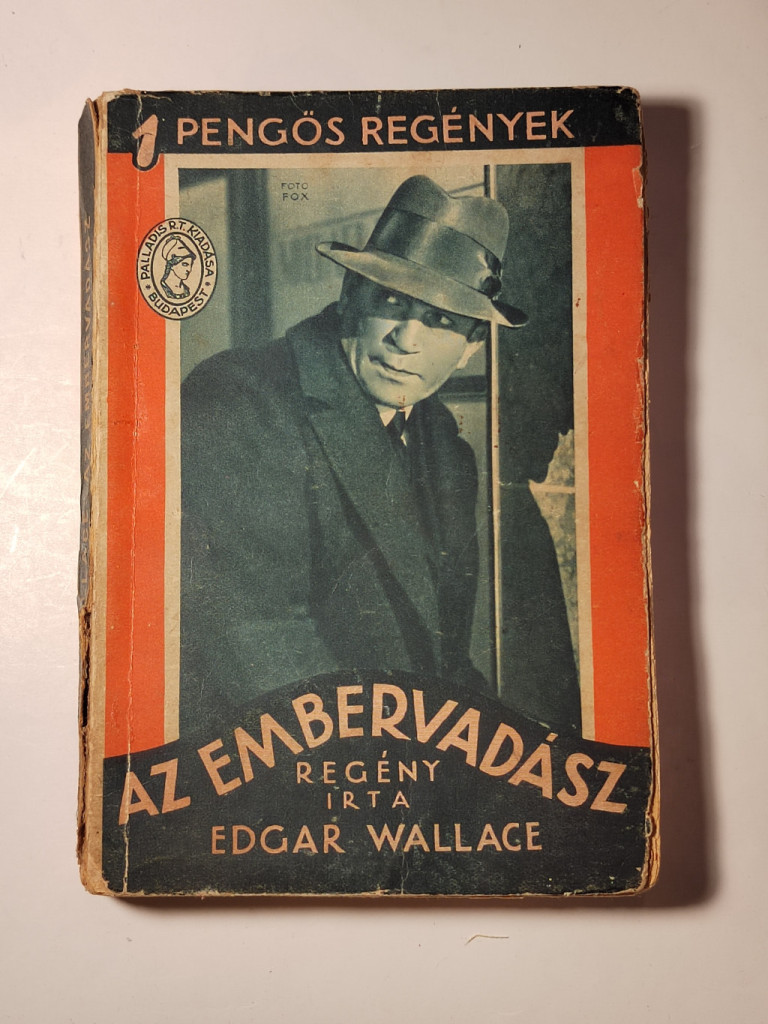 1 PENGŐS REGÉNYEK
FOTO
FOX
PALLADIS R.T. KIADÁSA
BUDAPEST
AZ EMBERVADÁSZ
REGÉNY
IRTA
EDGAR WALLACE